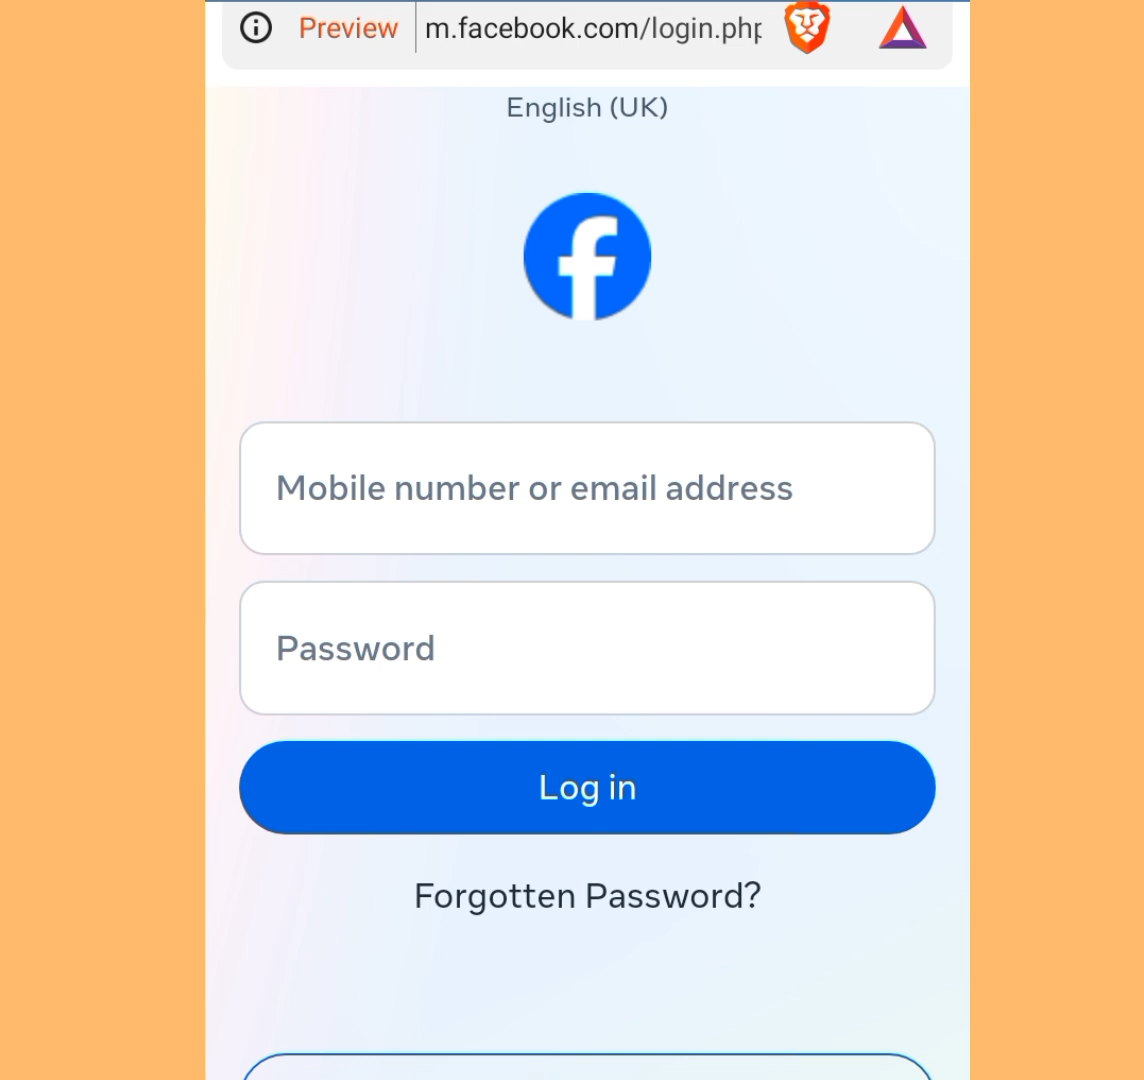 Preview m.facebook.com/login.php
English (UK)
Mobile number or email address
Password
Log in
Forgotten Password?